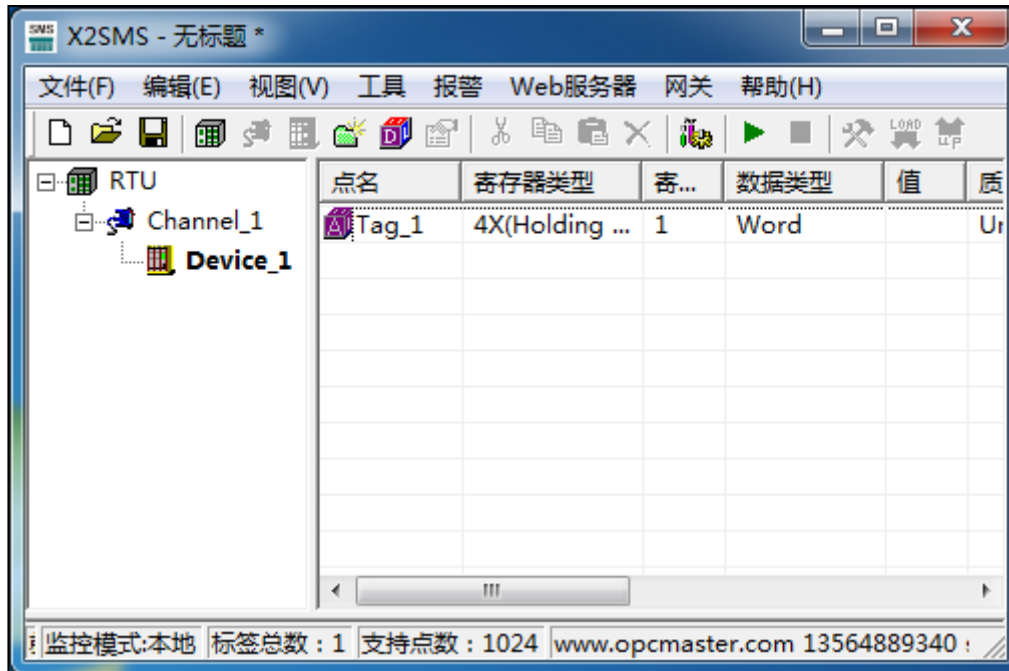 SMS X2SMS - 无标题 *
文件(F) 编辑(E) 视图(V) 工具 报警 Web服务器 网关 帮助(H)
LOAD UP
RTU
Channel_1
Device_1
点名 寄存器类型 寄... 数据类型 值 质
Tag_1 4X(Holding ... 1 Word
监控模式:本地 标签总数:1 支持点数:1024 www.opcmaster.com 13564889340